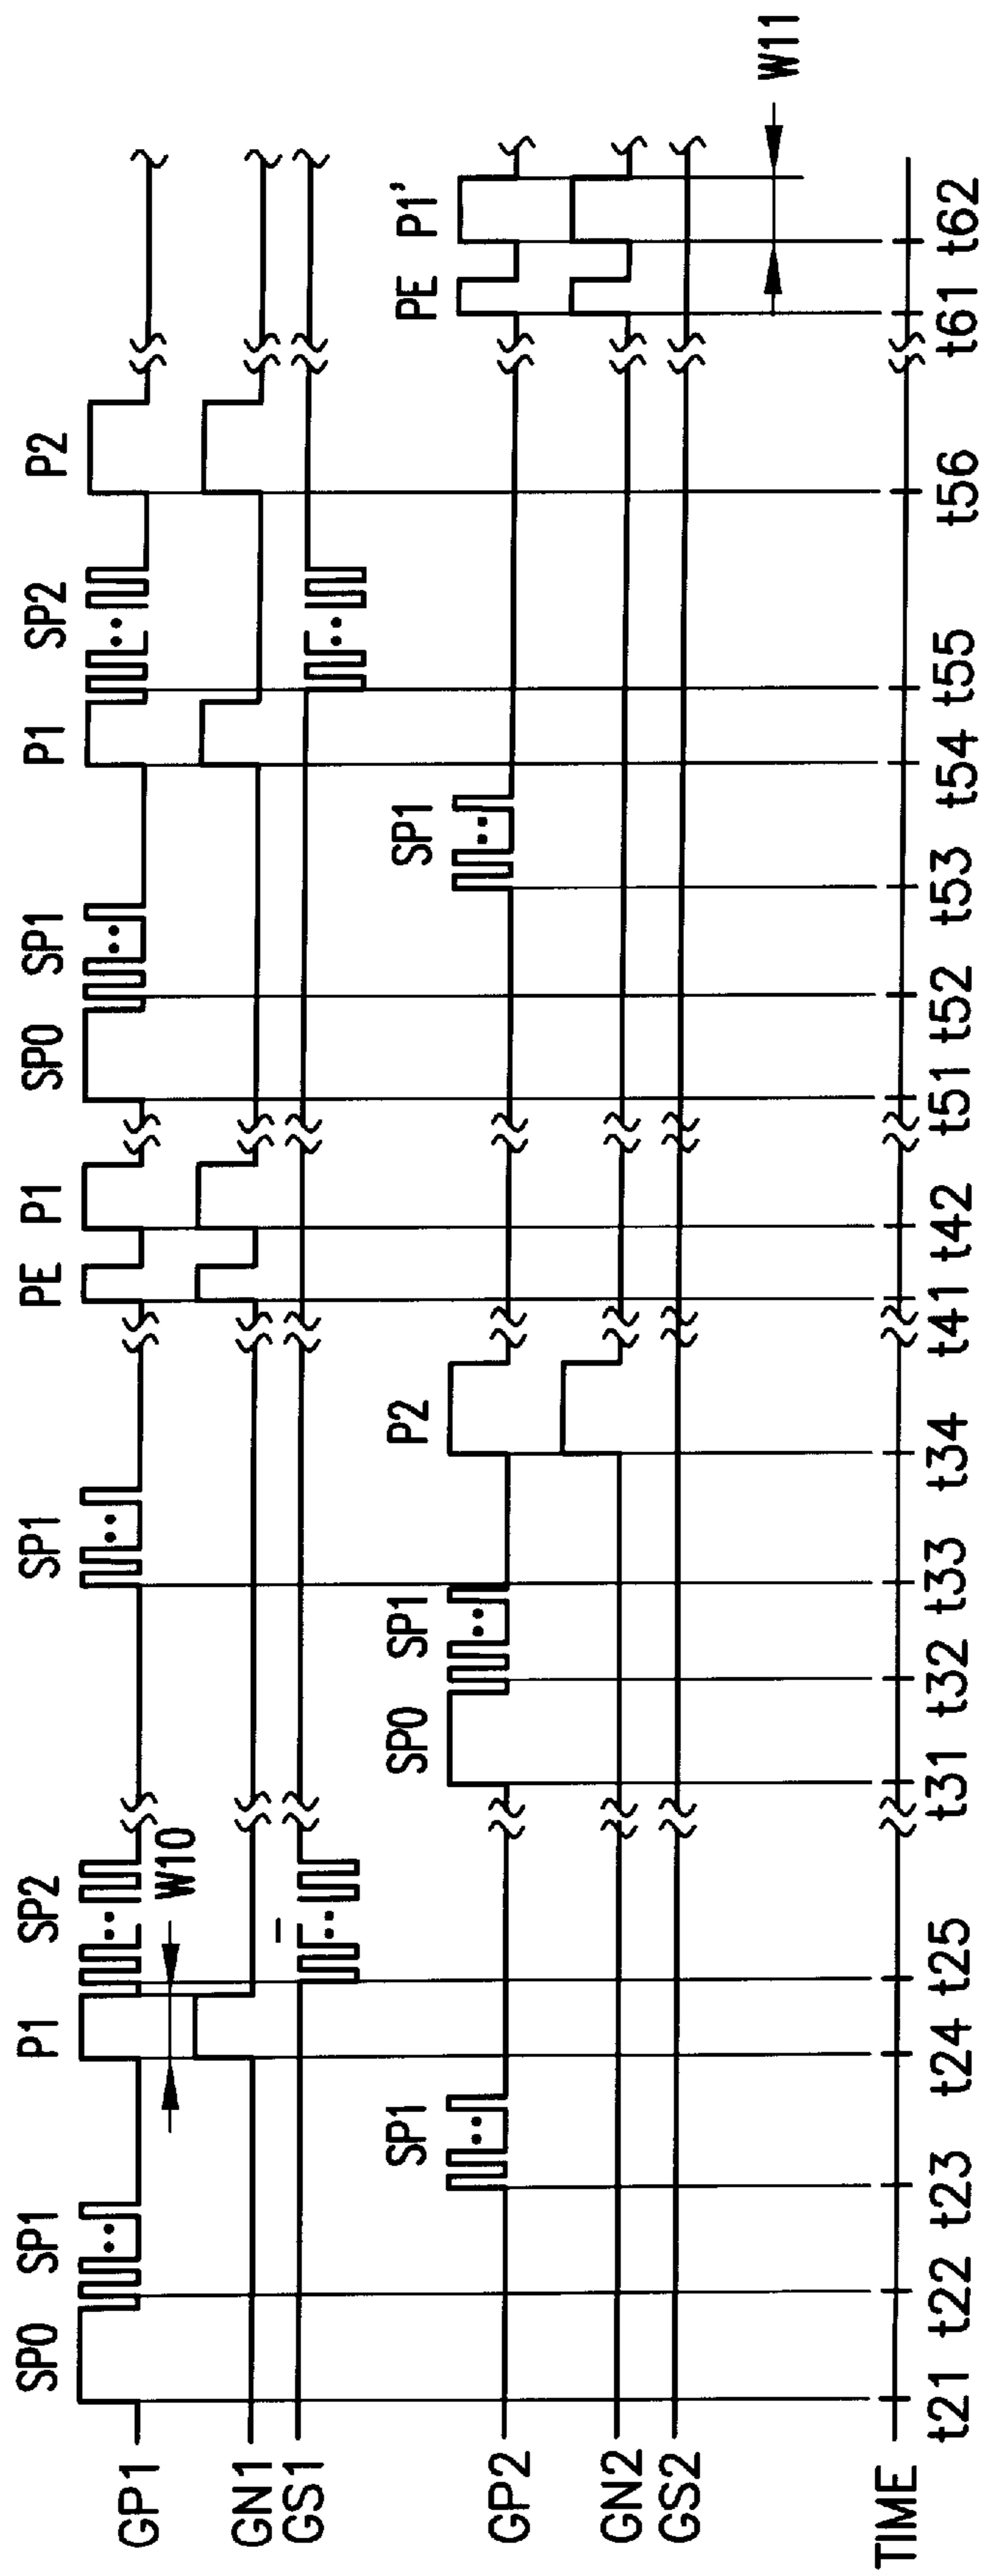 SP0 SP1 P1 SP2 SP1 PE P1 SP0 SP1 P1 SP2 P2
GP1
W10
GN1
GS1
SP1 SP0 SP1 P2 SP1 PE P1'
GP2
GN2
GS2
W11
TIME
t21 t22 t23 t24 t25 t31 t32 t33 t34 t41 t42 t51 t52 t53 t54 t55 t56 t61 t62